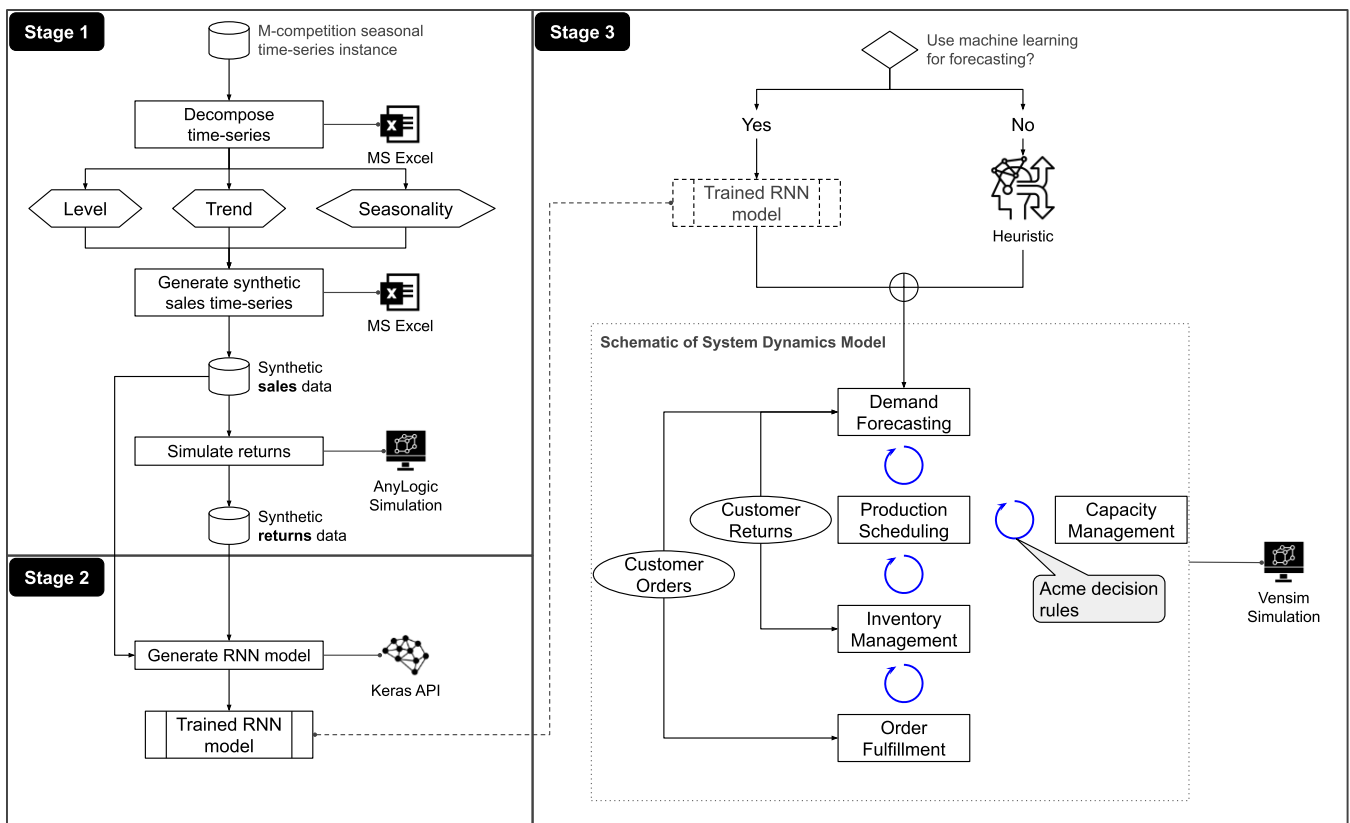 Stage 1
M-competition seasonal
time-series instance
Decompose
time-series
MS Excel
Level
Trend
Seasonality
Generate synthetic
sales time-series
MS Excel
Synthetic
sales data
Simulate returns
AnyLogic
Simulation
Synthetic
returns data
Stage 2
Generate RNN model
Keras API
Trained RNN
model
Stage 3
Use machine learning
for forecasting?
Yes
No
Trained RNN
model
Heuristic
Schematic of System Dynamics Model
Demand
Forecasting
Customer
Returns
Production
Scheduling
Capacity
Management
Customer
Orders
Acme decision
rules
Vensim
Simulation
Inventory
Management
Order
Fulfillment